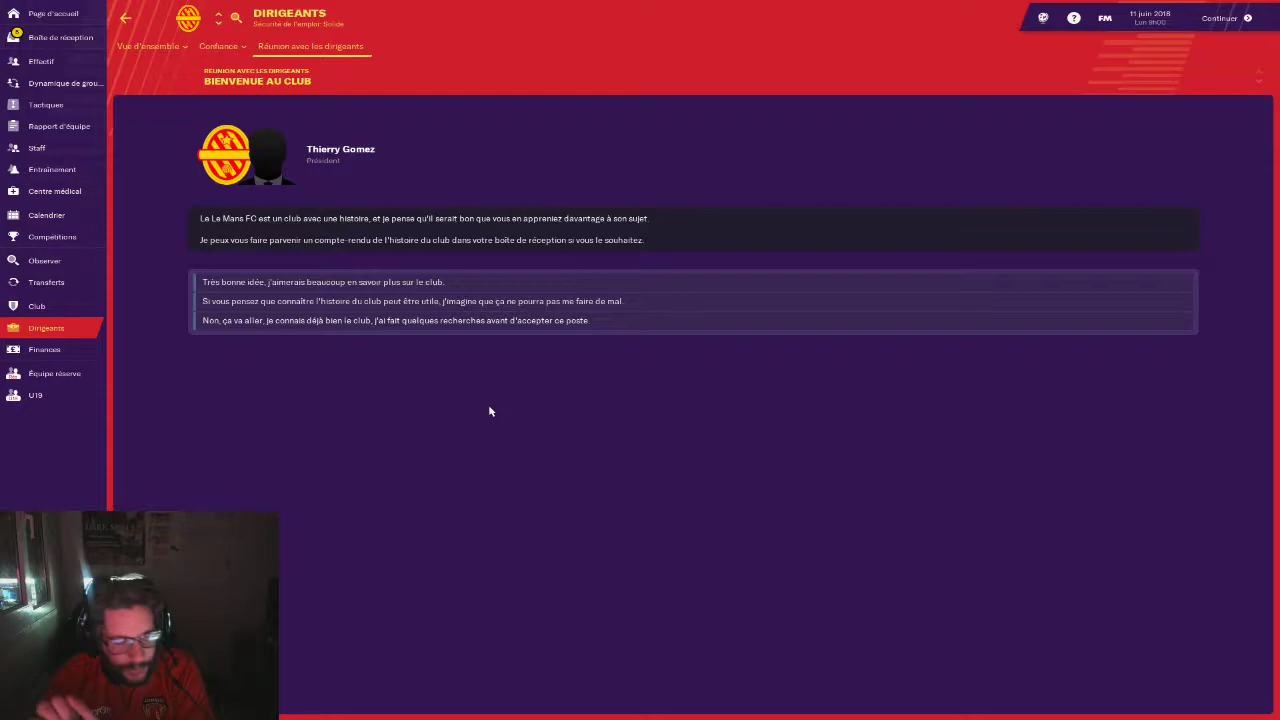 Page d'accueil
5
Boîte de réception
Effectif
Dynamique de grou...
Tactiques
Rapport d'équipe
Staff
Entraînement
Centre médical
Calendrier
Compétitions
Observer
Transferts
Club
Dirigeants
Finances
Équipe réserve
U19
DIRIGEANTS
Sécurité de l'emploi: Solide
Vue d'ensemble
Confiance
Réunion avec les dirigeants
RÉUNION AVEC LES DIRIGEANTS
BIENVENUE AU CLUB
?
FM
11 juin 2018
Lun 9h00
Continuer
Thierry Gomez
Président
Le Le Mans FC est un club avec une histoire, et je pense qu'il serait bon que vous en appreniez davantage à son sujet.
Je peux vous faire parvenir un compte-rendu de l'histoire du club dans votre boîte de réception si vous le souhaitez.
Très bonne idée, j'aimerais beaucoup en savoir plus sur le club.
Si vous pensez que connaître l'histoire du club peut être utile, j'imagine que ça ne pourra pas me faire de mal.
Non, ça va aller, je connais déjà bien le club, j'ai fait quelques recherches avant d'accepter ce poste.